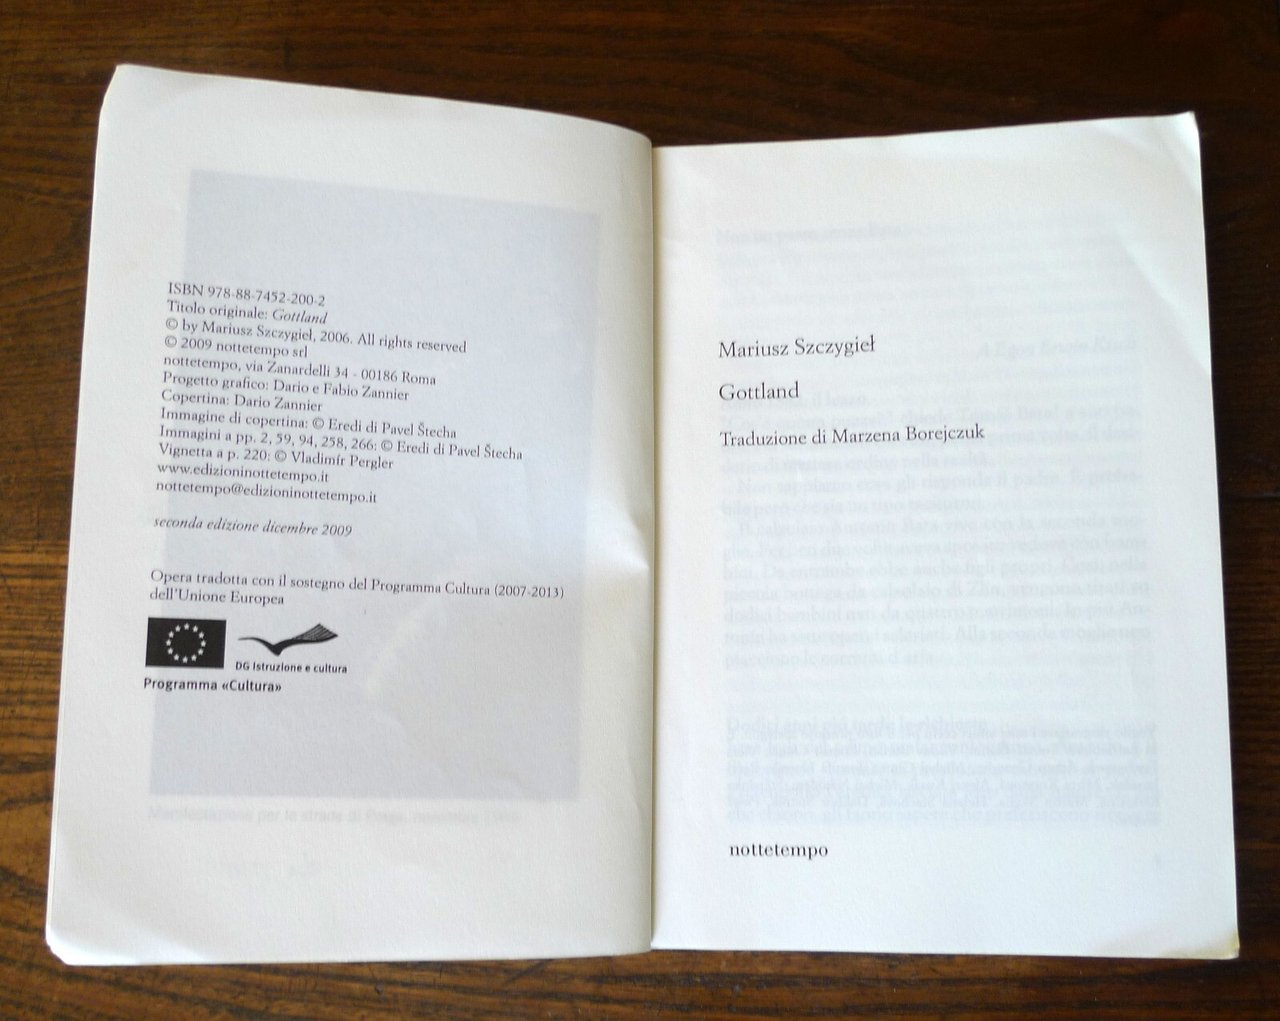 ISBN 978-88-7452-200-2
Titolo originale: Gottland
© by Mariusz Szczygieł, 2006. All rights reserved
© 2009 nottetempo srl
nottetempo, via Zanardelli 34 - 00186 Roma
Progetto grafico: Dario e Fabio Zannier
Copertina: Dario Zannier
Immagine di copertina: © Eredi di Pavel Štecha
Immagini a pp. 2, 59, 94, 258, 266: © Eredi di Pavel Štecha
Vignetta a p. 220: © Vladimír Pergler
www.edizioninottetempo.it
nottetempo@edizioninottetempo.it
seconda edizione dicembre 2009
Opera tradotta con il sostegno del Programma Cultura (2007-2013)
dell'Unione Europea
DG Istruzione e cultura
Programma «Cultura»
Mariusz Szczygieł
Gottland
Traduzione di Marzena Borejczuk
nottetempo